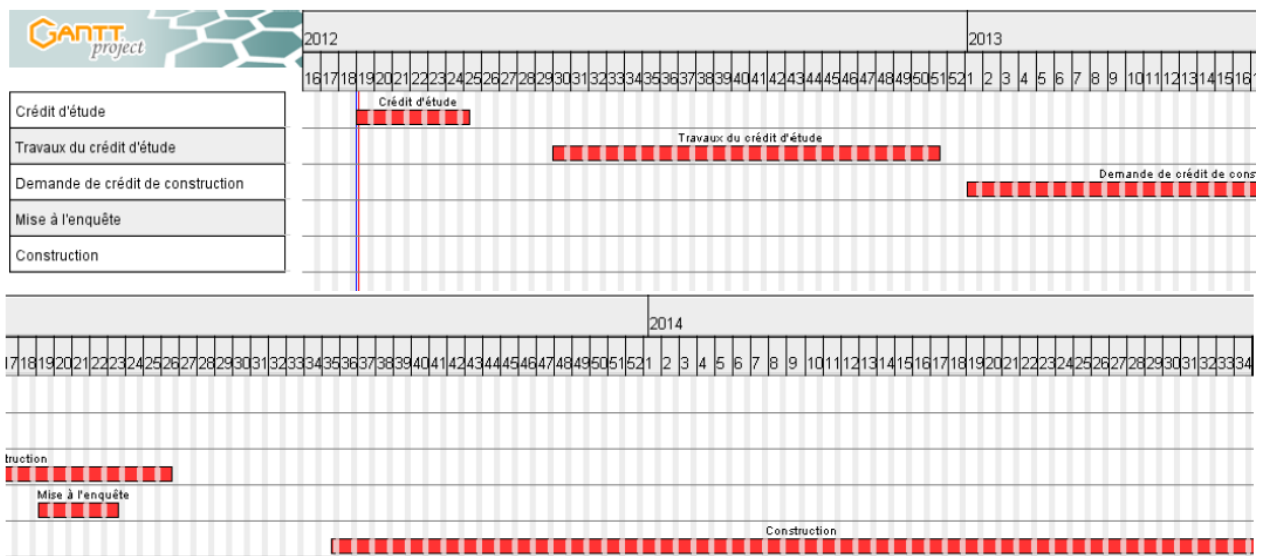 GANTT
project
2012 2013
16 17 18 19 20 21 22 23 24 25 26 27 28 29 30 31 32 33 34 35 36 37 38 39 40 41 42 43 44 45 46 47 48 49 50 51 52 1 2 3 4 5 6 7 8 9 10 11 12 13 14 15 16
Crédit d'étude
Crédit d'étude
Travaux du crédit d'étude
Travaux du crédit d'étude
Demande de crédit de construction
Demande de crédit de cons
Mise à l'enquête
Construction
2014
17 18 19 20 21 22 23 24 25 26 27 28 29 30 31 32 33 34 35 36 37 38 39 40 41 42 43 44 45 46 47 48 49 50 51 52 1 2 3 4 5 6 7 8 9 10 11 12 13 14 15 16 17 18 19 20 21 22 23 24 25 26 27 28 29 30 31 32 33 34
truction
Mise à l'enquête
Construction